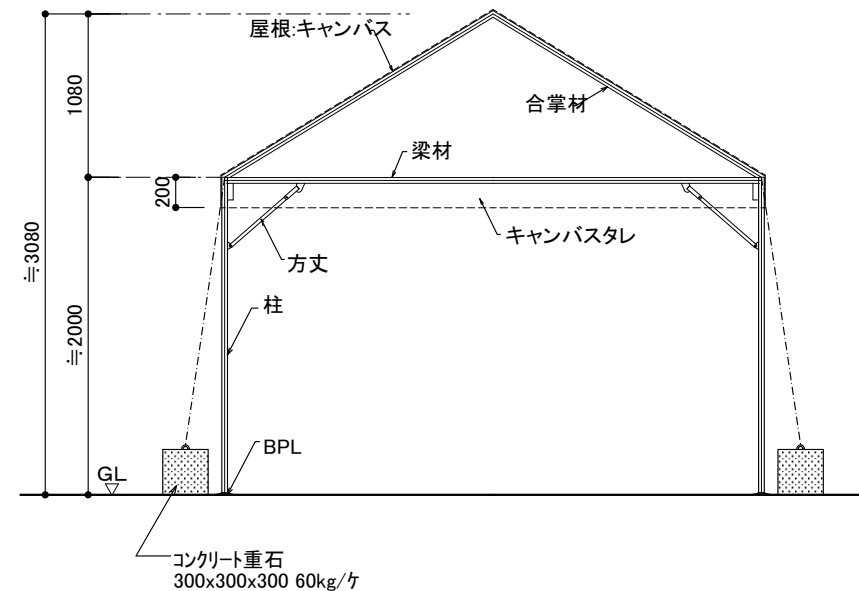 屋根:キャンバス
1080
合掌材
梁材
200
キャンバスタレ
≒3080
方丈
≒2000
柱
BPL
GL
コンクリート重石
300x300x300 60kg/ケ